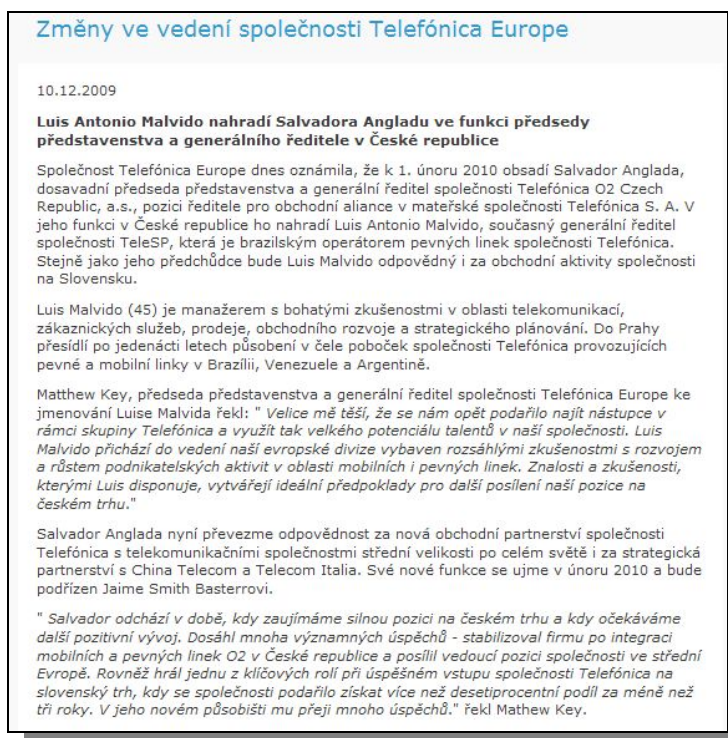 Změny ve vedení společnosti Telefónica Europe
10.12.2009
Luis Antonio Malvido nahradí Salvadora Angladu ve funkci předsedy
představenstva a generálního ředitele v České republice
Společnost Telefónica Europe dnes oznámila, že k 1. únoru 2010 obsadí Salvador Anglada,
dosavadní předseda představenstva a generální ředitel společnosti Telefónica O2 Czech
Republic, a.s., pozici ředitele pro obchodní aliance v mateřské společnosti Telefónica S. A. V
jeho funkci v České republice ho nahradí Luis Antonio Malvido, současný generální ředitel
společnosti TeleSP, která je brazilským operátorem pevných linek společnosti Telefónica.
Stejně jako jeho předchůdce bude Luis Malvido odpovědný i za obchodní aktivity společnosti
na Slovensku.
Luis Malvido (45) je manažerem s bohatými zkušenostmi v oblasti telekomunikací,
zákaznických služeb, prodeje, obchodního rozvoje a strategického plánování. Do Prahy
přesídlí po jedenácti letech působení v čele poboček společnosti Telefónica provozujících
pevné a mobilní linky v Brazílii, Venezuele a Argentině.
Matthew Key, předseda představenstva a generální ředitel společnosti Telefónica Europe ke
jmenování Luise Malvida řekl: " Velice mě těší, že se nám opět podařilo najít nástupce v
rámci skupiny Telefónica a využít tak velkého potenciálu talentů v naší společnosti. Luis
Malvido přichází do vedení naší evropské divize vybaven rozsáhlými zkušenostmi s rozvojem
a růstem podnikatelských aktivit v oblasti mobilních i pevných linek. Znalosti a zkušenosti,
kterými Luis disponuje, vytvářejí ideální předpoklady pro další posílení naší pozice na
českém trhu."
Salvador Anglada nyní převezme odpovědnost za nová obchodní partnerství společnosti
Telefónica s telekomunikačními společnostmi střední velikosti po celém světě i za strategická
partnerství s China Telecom a Telecom Italia. Své nové funkce se ujme v únoru 2010 a bude
podřízen Jaime Smith Basterrovi.
" Salvador odchází v době, kdy zaujímáme silnou pozici na českém trhu a kdy očekáváme
další pozitivní vývoj. Dosáhl mnoha významných úspěchů - stabilizoval firmu po integraci
mobilních a pevných linek O2 v České republice a posílil vedoucí pozici společnosti ve střední
Evropě. Rovněž hrál jednu z klíčových rolí při úspěšném vstupu společnosti Telefónica na
slovenský trh, kdy se společnosti podařilo získat více než desetiprocentní podíl za méně než
tři roky. V jeho novém působišti mu přeji mnoho úspěchů." řekl Mathew Key.